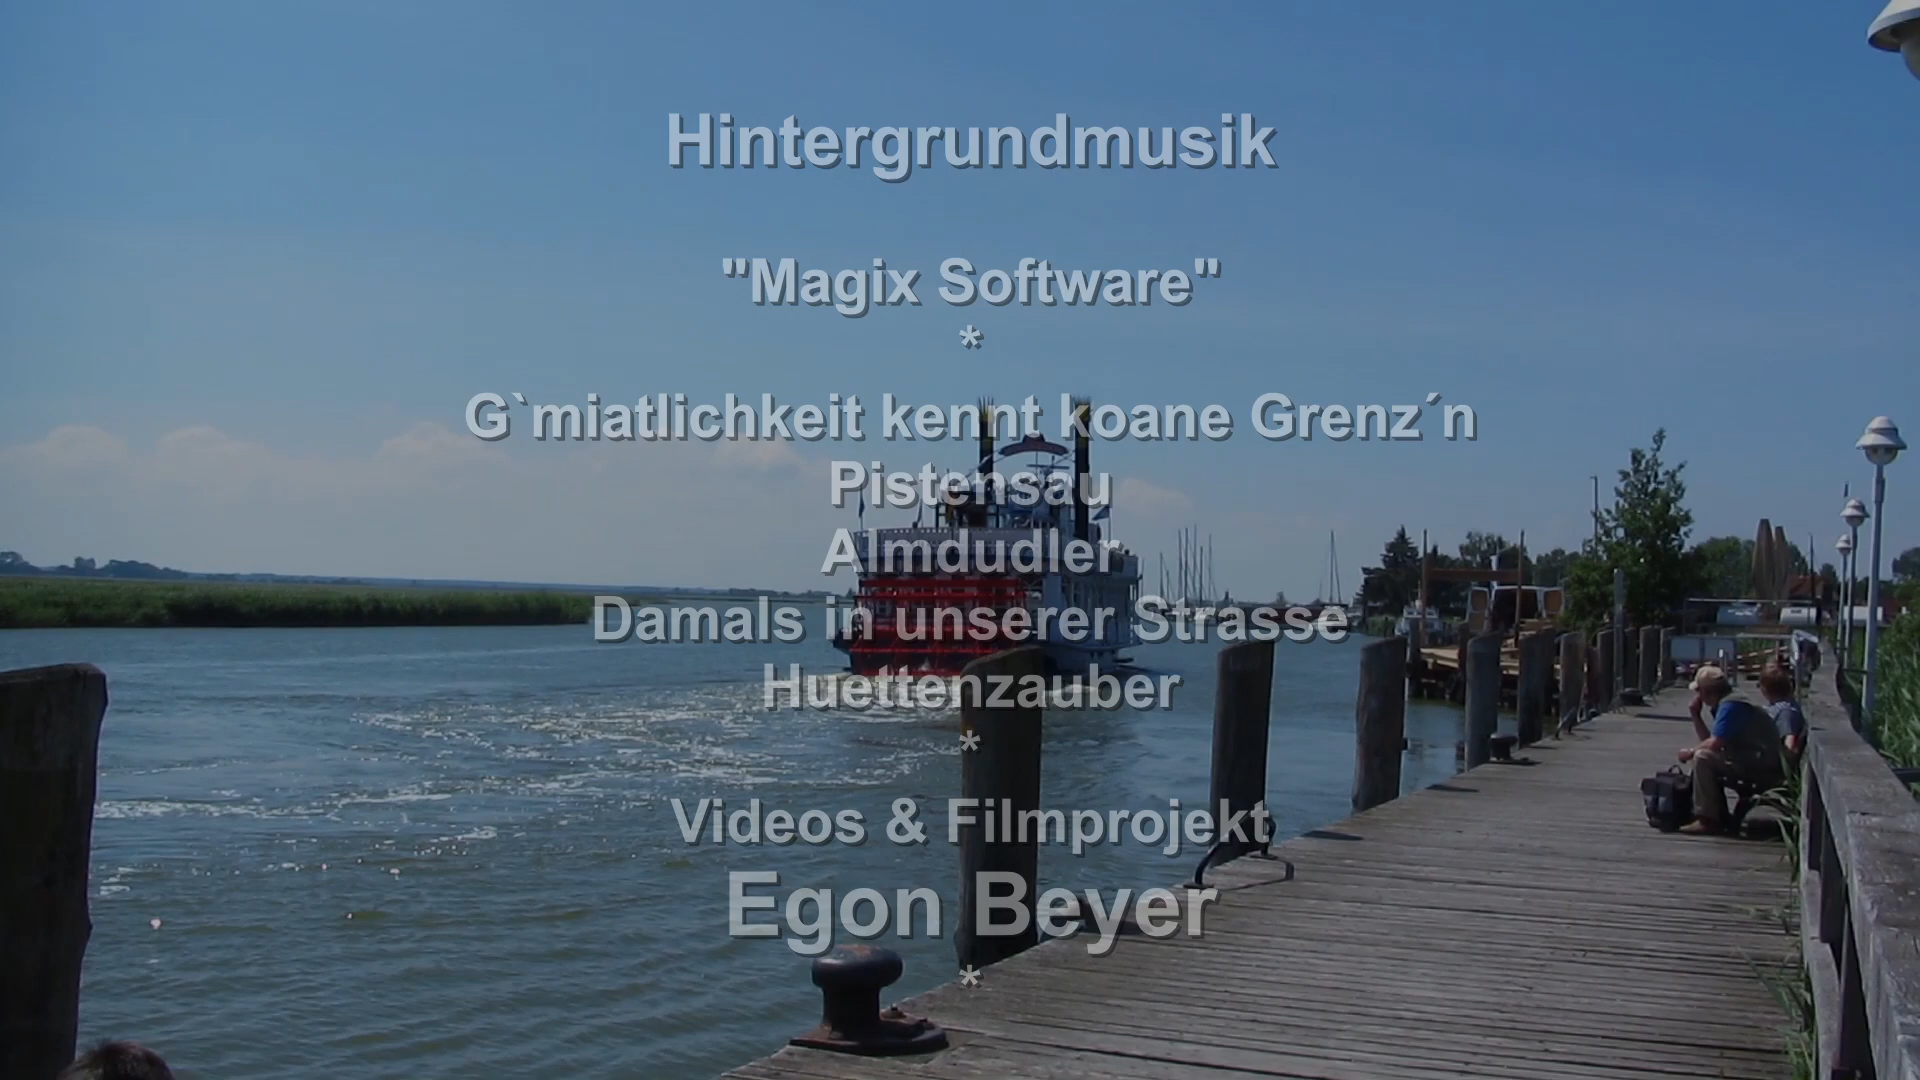 Hintergrundmusik
"Magix Software"
*
G`miatlichkeit kennt koane Grenz´n
Pistensau
Almdudler
Damals in unserer Strasse
Huettenzauber
*
Videos & Filmprojekt
Egon Beyer
*